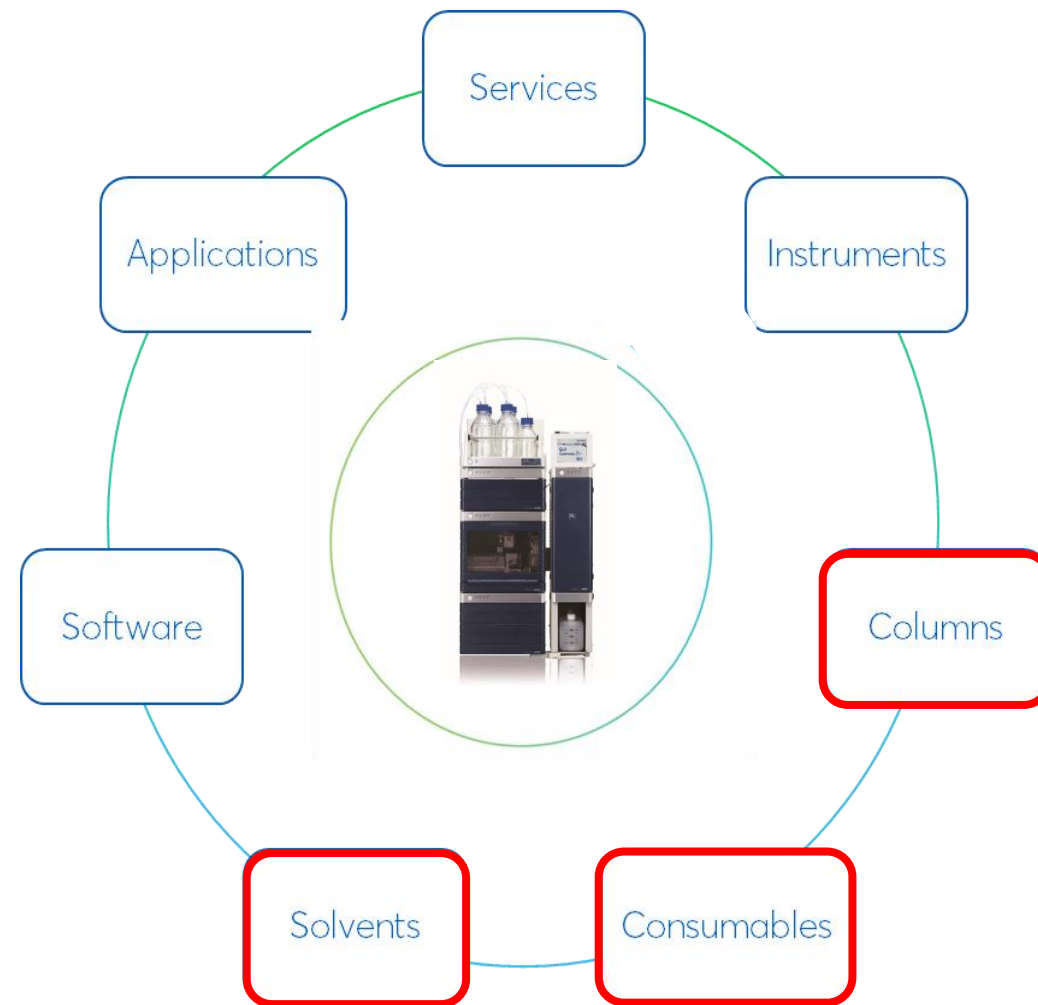 Services
Applications
Instruments
Software
Columns
Solvents
Consumables